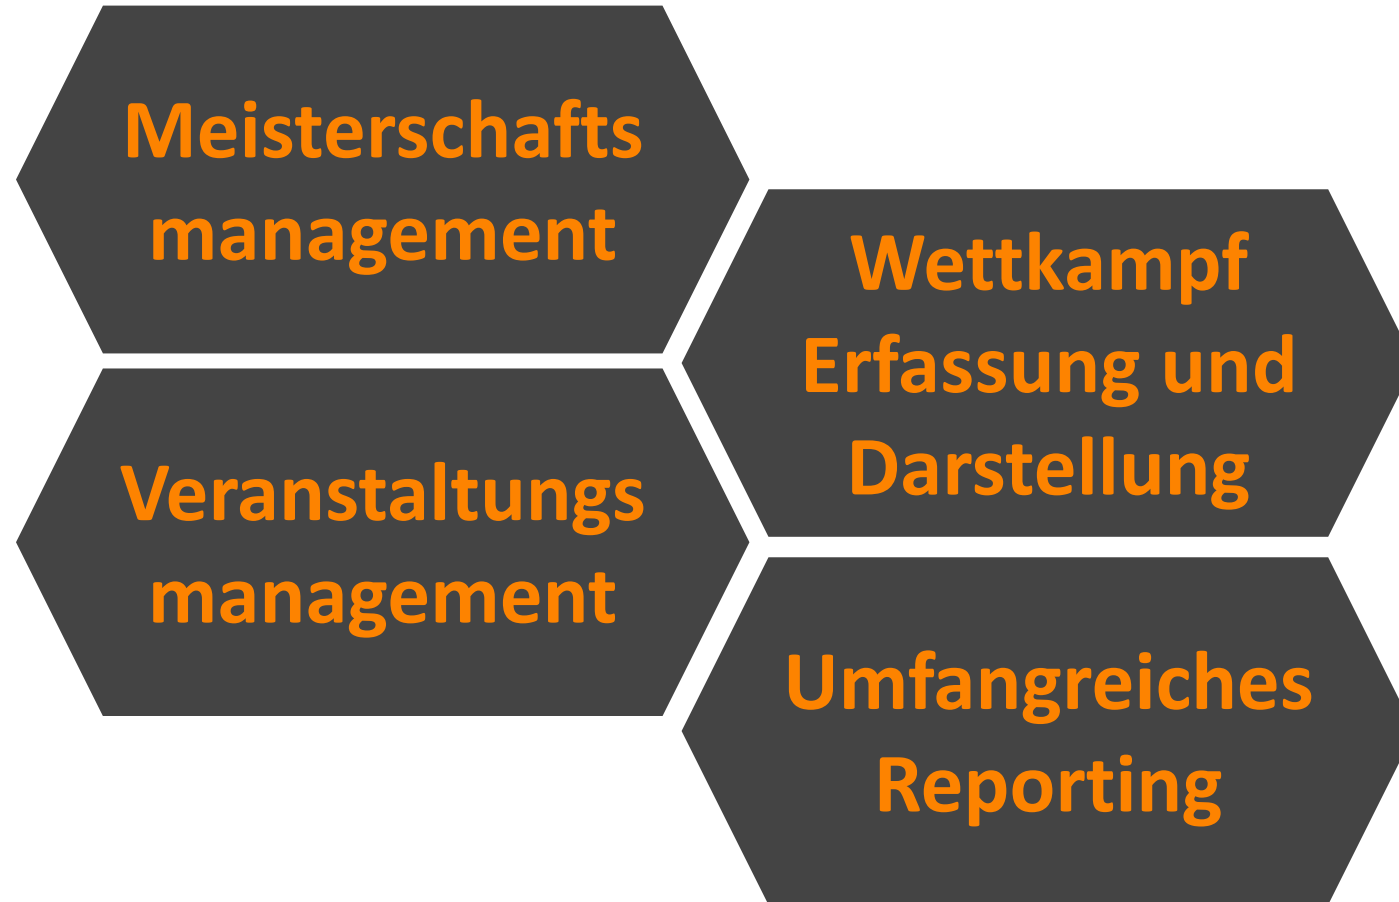 Meisterschafts
management
Wettkampf
Erfassung und
Darstellung
Veranstaltungs
management
Umfangreiches
Reporting